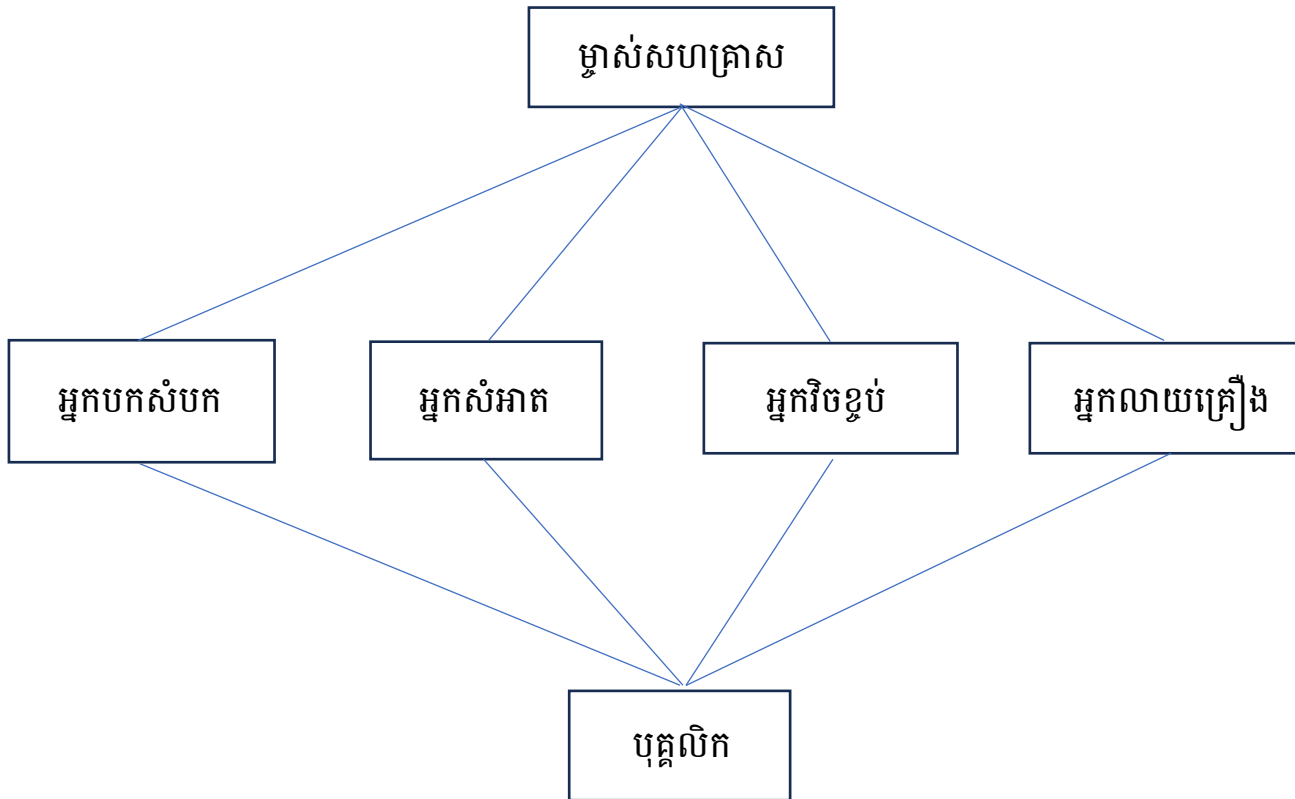 ម្ចាស់សហគ្រាស
អ្នកបកសំបក
អ្នកសំអាត
អ្នកវិចខ្ចប់
អ្នកលាយគ្រឿង
បុគ្គលិក